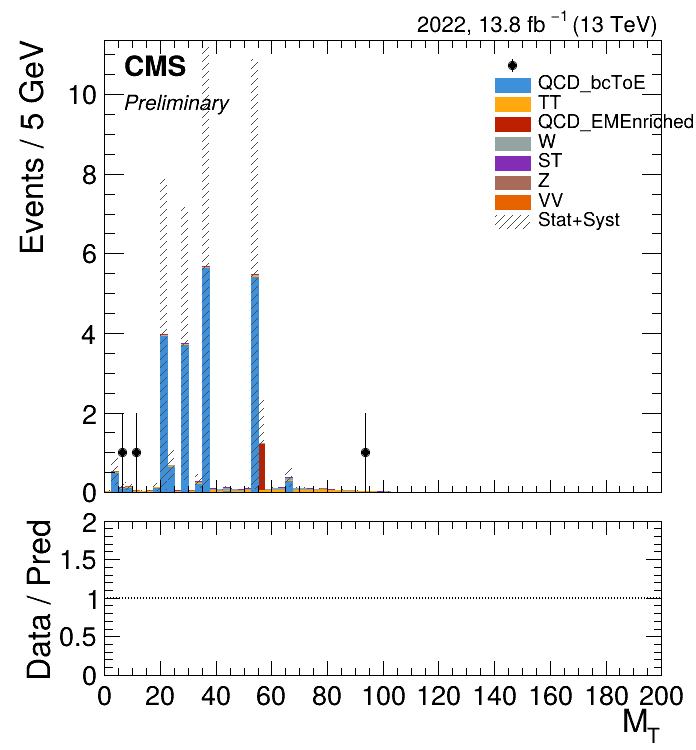 2022, 13.8 fb⁻¹ (13 TeV)
Events / 5 GeV
CMS
Preliminary
QCD_bcToE
TT
QCD_EMEnriched
W
ST
Z
VV
Stat+Syst
10
8
6
4
2
0
Data / Pred
2
1.5
1
0.5
0
0 20 40 60 80 100 120 140 160 180 200
M_T